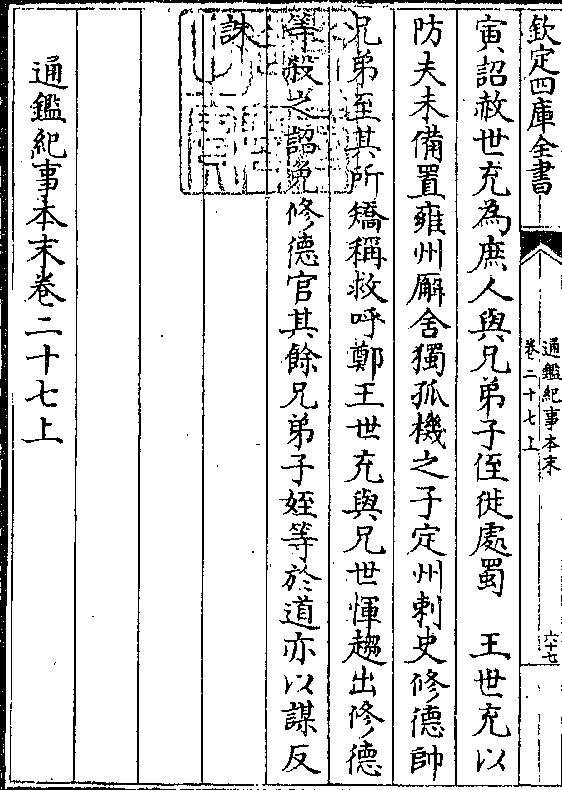 欽定四庫全書
通鑑紀事本末
卷二十七上
六十七
寅詔赦世充為庶人與兄弟子侄徙處蜀　王世充以
防夫未備置雍州廨舍獨孤機之子定州刺史修德帥
兄弟至其所矯稱敕呼鄭王世充與兄世惲趨出修德
等殺之詔免修德官其餘兄弟子姪等於道亦以謀反
誅
通鑑紀事本末卷二十七上